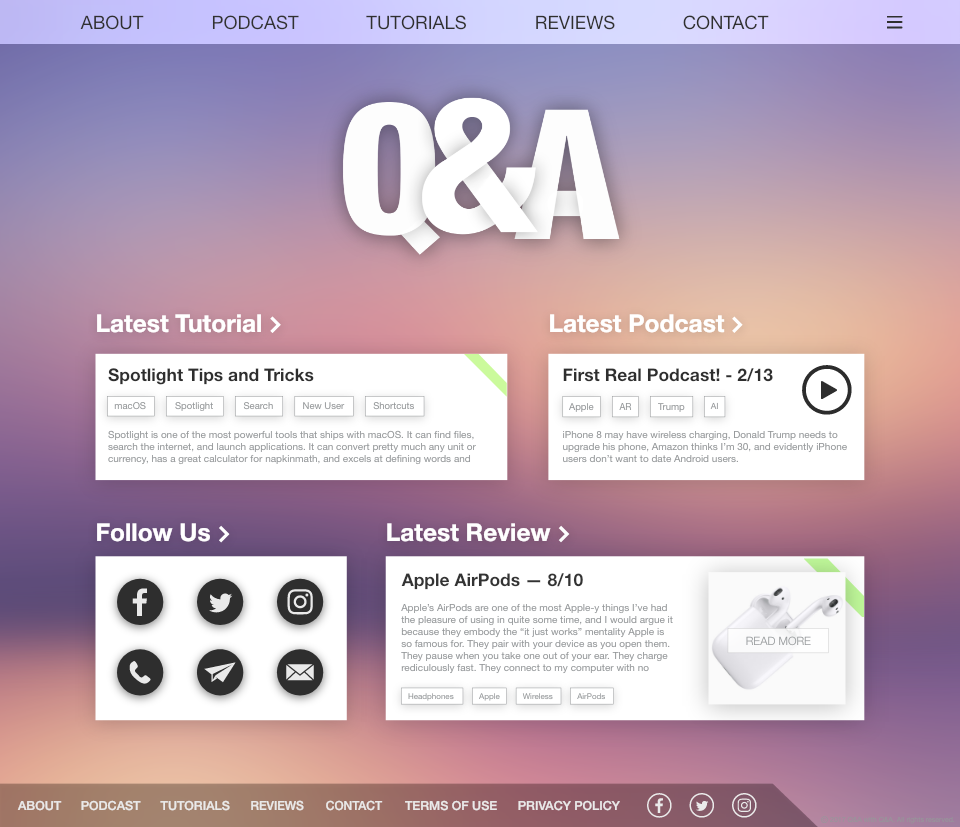 ABOUT PODCAST TUTORIALS REVIEWS CONTACT
Q&A
Latest Tutorial
Spotlight Tips and Tricks
macOS Spotlight Search New User Shortcuts
Spotlight is one of the most powerful tools that ships with macOS. It can find files,
search the internet, and launch applications. It can convert pretty much any unit or
currency, has a great calculator for napkinmath, and excels at defining words and
Latest Podcast
First Real Podcast! - 2/13
Apple AR Trump AI
iPhone 8 may have wireless charging, Donald Trump needs to
upgrade his phone, Amazon thinks I'm 30, and evidently iPhone
users don't want to date Android users.
Follow Us
Latest Review
Apple AirPods — 8/10
Apple's AirPods are one of the most Apple-y things I've had
the pleasure of using in quite some time, and I would argue it
because they embody the “it just works” mentality Apple is
so famous for. They pair with your device as you open them.
They pause when you take one out of your ear. They charge
rediculously fast. They connect to my computer with no
Headphones Apple Wireless AirPods
READ MORE
ABOUT PODCAST TUTORIALS REVIEWS CONTACT TERMS OF USE PRIVACY POLICY